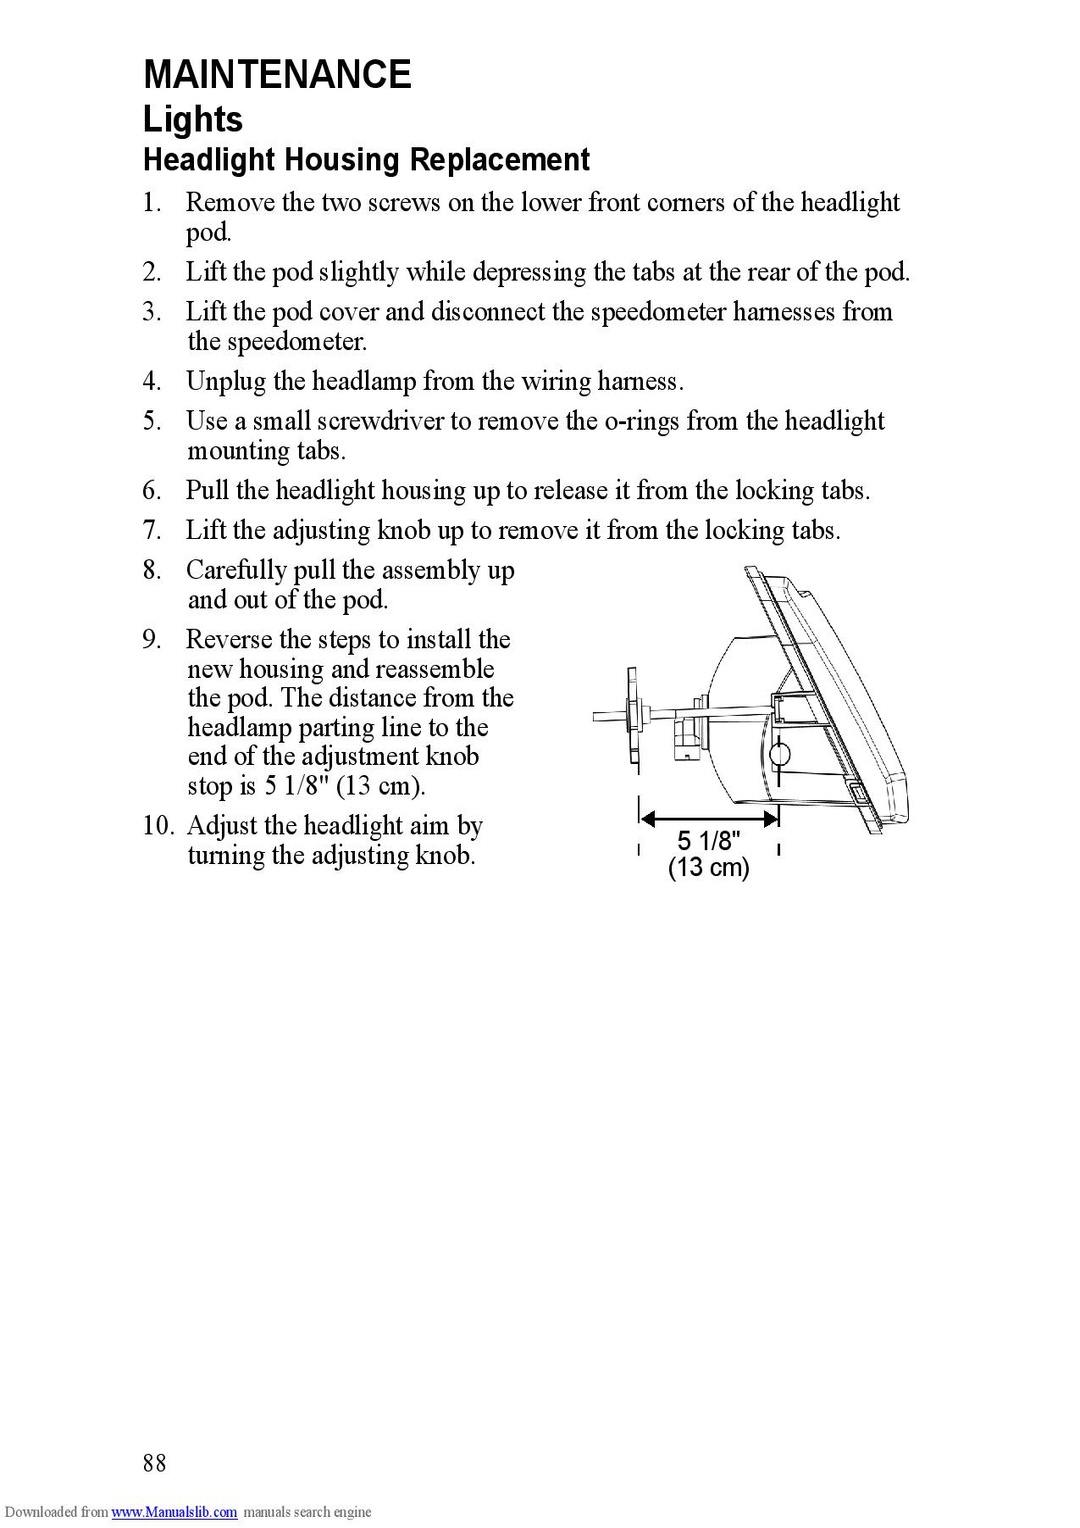 MAINTENANCE
Lights
Headlight Housing Replacement
1. Remove the two screws on the lower front corners of the headlight
pod.
2. Lift the pod slightly while depressing the tabs at the rear of the pod.
3. Lift the pod cover and disconnect the speedometer harnesses from
the speedometer.
4. Unplug the headlamp from the wiring harness.
5. Use a small screwdriver to remove the o-rings from the headlight
mounting tabs.
6. Pull the headlight housing up to release it from the locking tabs.
7. Lift the adjusting knob up to remove it from the locking tabs.
8. Carefully pull the assembly up
and out of the pod.
9. Reverse the steps to install the
new housing and reassemble
the pod. The distance from the
headlamp parting line to the
end of the adjustment knob
stop is 5 1/8" (13 cm).
10. Adjust the headlight aim by
turning the adjusting knob.
5 1/8"
(13 cm)
88
Downloaded from www.Manualslib.com manuals search engine